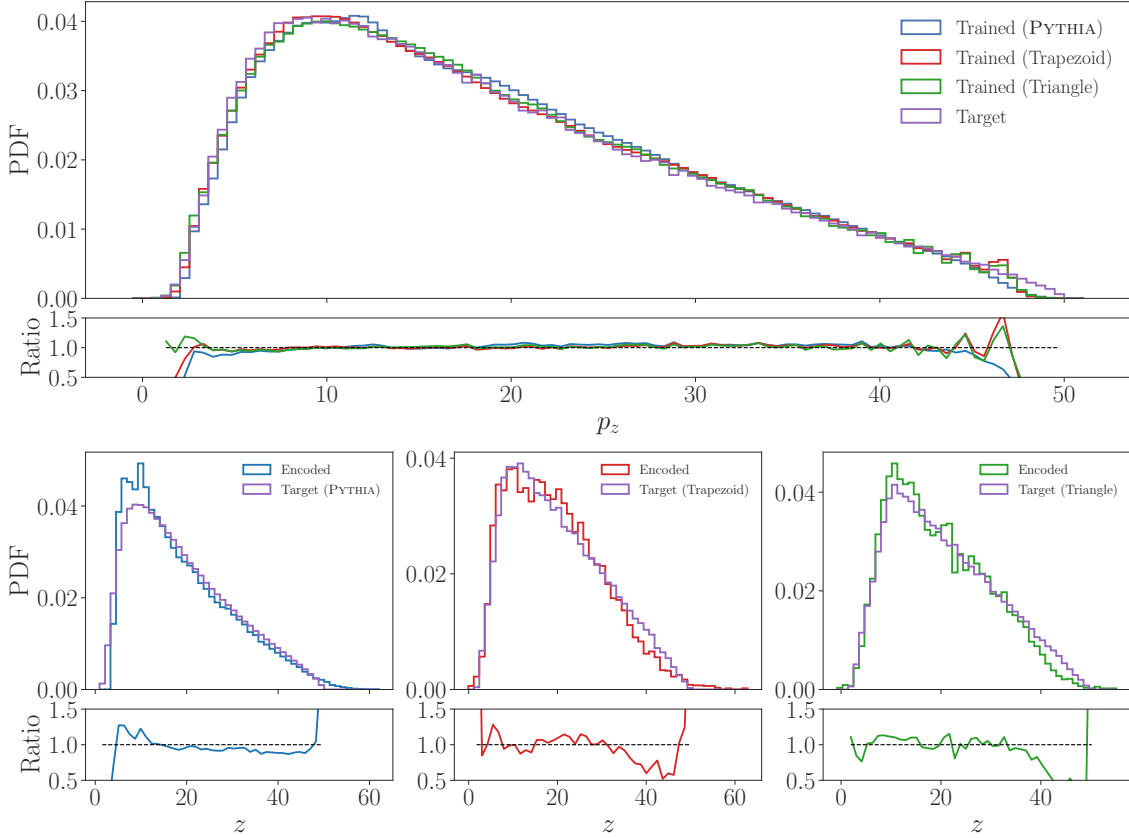 0.04
0.03
0.02
0.01
0.00
PDF
Trained (PYTHIA)
Trained (Trapezoid)
Trained (Triangle)
Target
1.5
1.0
0.5
Ratio
0 10 20 30 40 50
p_z
0.04
0.02
0.00
PDF
Encoded
Target (PYTHIA)
0.04
0.02
0.00
Encoded
Target (Trapezoid)
0.04
0.02
0.00
Encoded
Target (Triangle)
1.5
1.0
0.5
Ratio
0 20 40 60
z
1.5
1.0
0.5
0 20 40 60
z
1.5
1.0
0.5
0 20 40
z